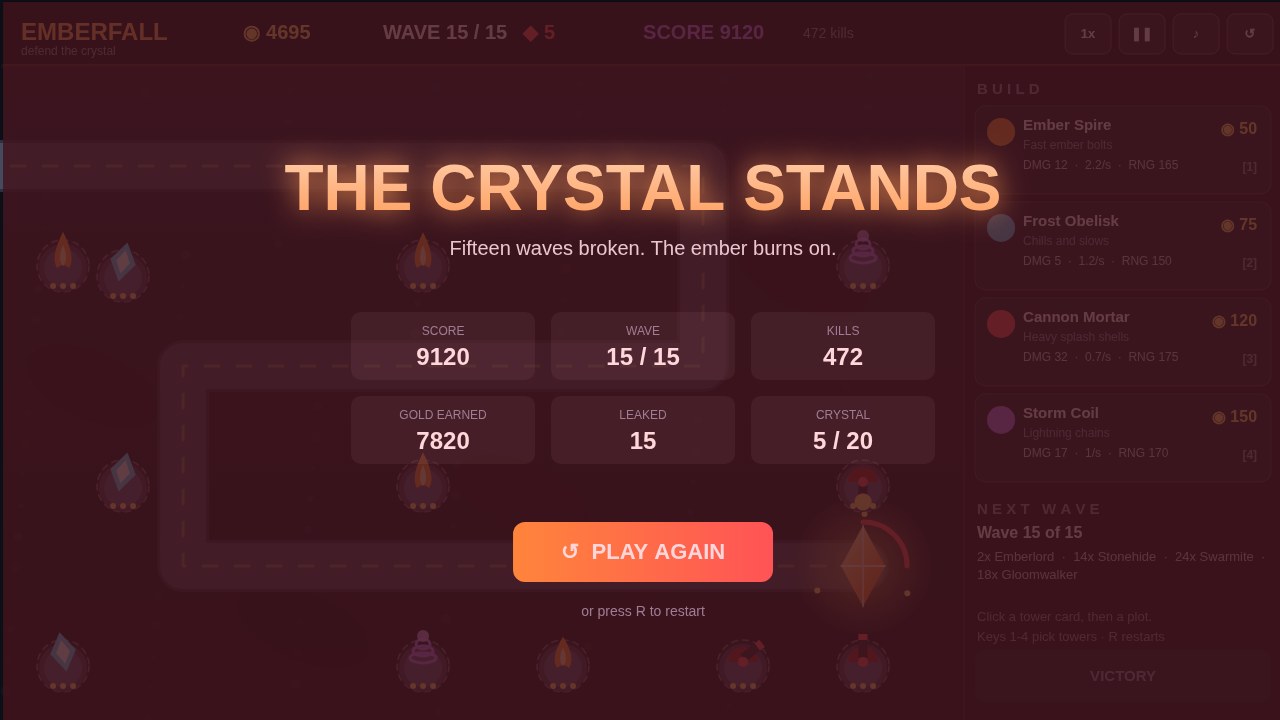 EMBERFALL
defend the crystal
◉ 4695
WAVE 15 / 15
◆ 5
SCORE 9120
472 kills
1x
❚❚
♪
↺
THE CRYSTAL STANDS
Fifteen waves broken. The ember burns on.
SCORE
9120
WAVE
15 / 15
KILLS
472
GOLD EARNED
7820
LEAKED
15
CRYSTAL
5 / 20
↺ PLAY AGAIN
or press R to restart
BUILD
Ember Spire
◉ 50
Fast ember bolts
DMG 12 · 2.2/s · RNG 165
[1]
Frost Obelisk
◉ 75
Chills and slows
DMG 5 · 1.2/s · RNG 150
[2]
Cannon Mortar
◉ 120
Heavy splash shells
DMG 32 · 0.7/s · RNG 175
[3]
Storm Coil
◉ 150
Lightning chains
DMG 17 · 1/s · RNG 170
[4]
NEXT WAVE
Wave 15 of 15
2x Emberlord · 14x Stonehide · 24x Swarmite ·
18x Gloomwalker
Click a tower card, then a plot.
Keys 1-4 pick towers · R restarts
VICTORY